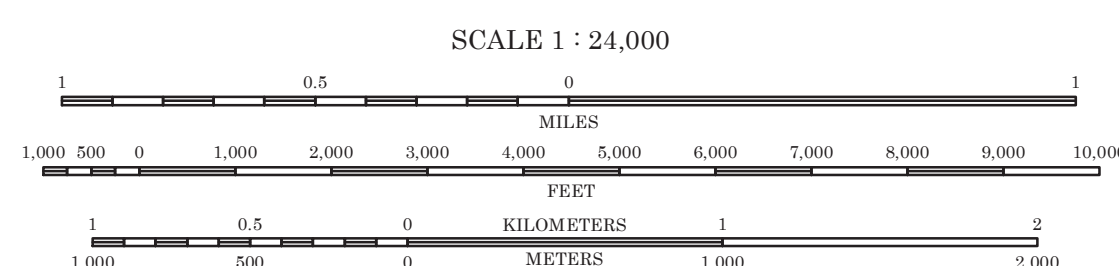 SCALE 1 : 24,000
1 0.5 0 1
MILES
1,000 500 0 1,000 2,000 3,000 4,000 5,000 6,000 7,000 8,000 9,000 10,000
FEET
1 0.5 0 KILOMETERS 1 2
1,000 500 0 METERS 1,000 2,000